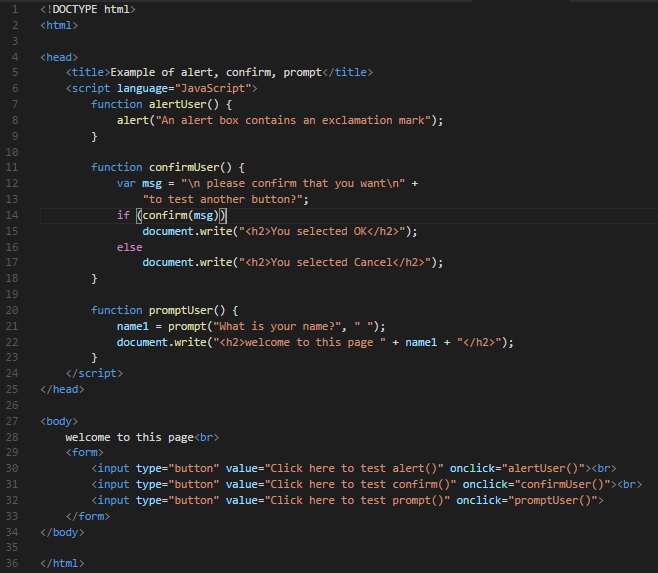 1 <!DOCTYPE html>
2 <html>
3
4 <head>
5     <title>Example of alert, confirm, prompt</title>
6     <script language="JavaScript">
7         function alertUser() {
8             alert("An alert box contains an exclamation mark");
9         }
10
11         function confirmUser() {
12             var msg = "\n please confirm that you want\n" +
13                 "to test another button?";
14             if (confirm(msg))
15                 document.write("<h2>You selected OK</h2>");
16             else
17                 document.write("<h2>You selected Cancel</h2>");
18         }
19
20         function promptUser() {
21             name1 = prompt("What is your name?", " ");
22             document.write("<h2>welcome to this page " + name1 + "</h2>");
23         }
24     </script>
25 </head>
26
27 <body>
28     welcome to this page<br>
29     <form>
30         <input type="button" value="Click here to test alert()" onclick="alertUser()"><br>
31         <input type="button" value="Click here to test confirm()" onclick="confirmUser()"><br>
32         <input type="button" value="Click here to test prompt()" onclick="promptUser()">
33     </form>
34 </body>
35
36 </html>